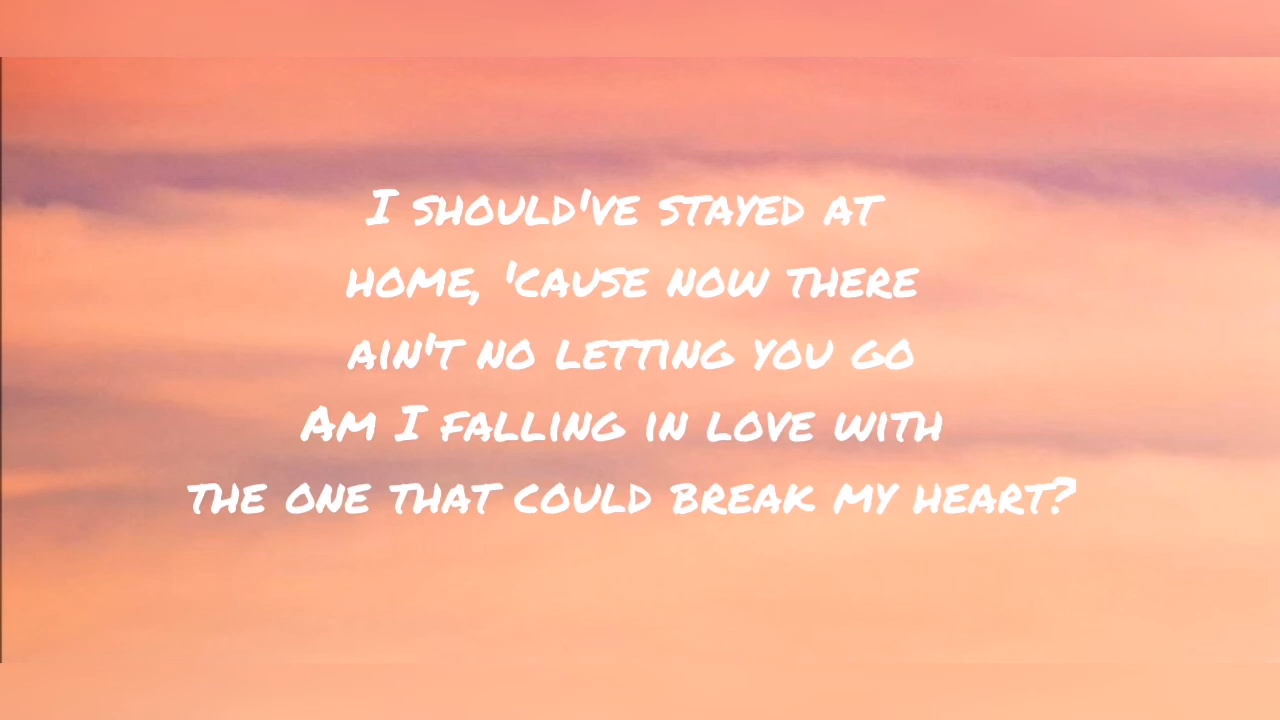 I should've stayed at
home, 'cause now there
ain't no letting you go
Am I falling in love with
the one that could break my heart?